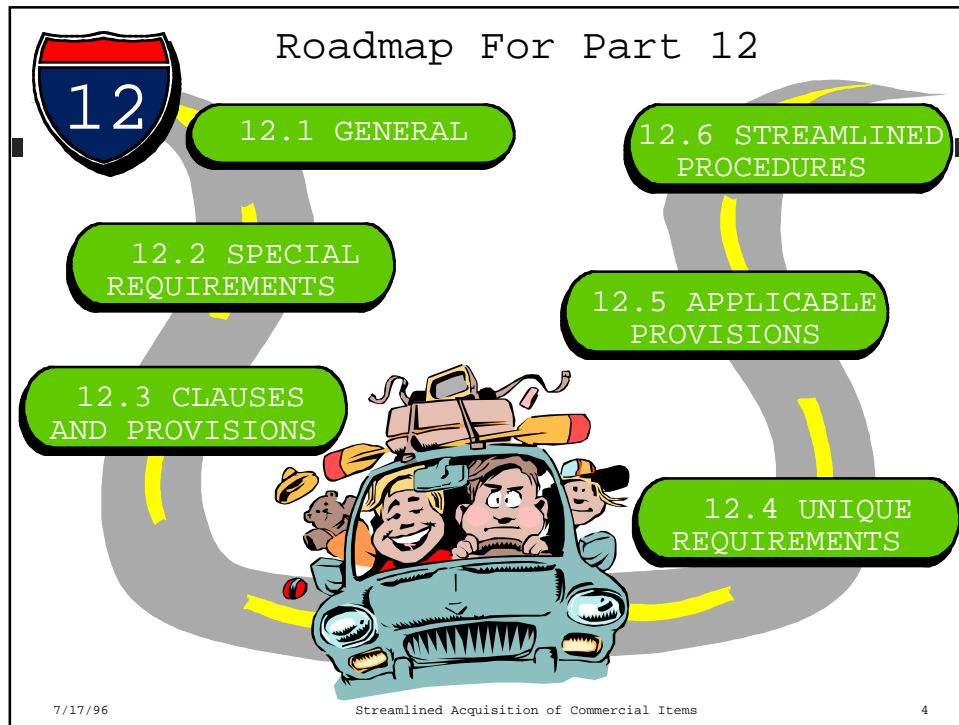 Roadmap For Part 12
12
12.1 GENERAL
12.2 SPECIAL
REQUIREMENTS
12.3 CLAUSES
AND PROVISIONS
12.4 UNIQUE
REQUIREMENTS
12.5 APPLICABLE
PROVISIONS
12.6 STREAMLINED
PROCEDURES
7/17/96
Streamlined Acquisition of Commercial Items
4